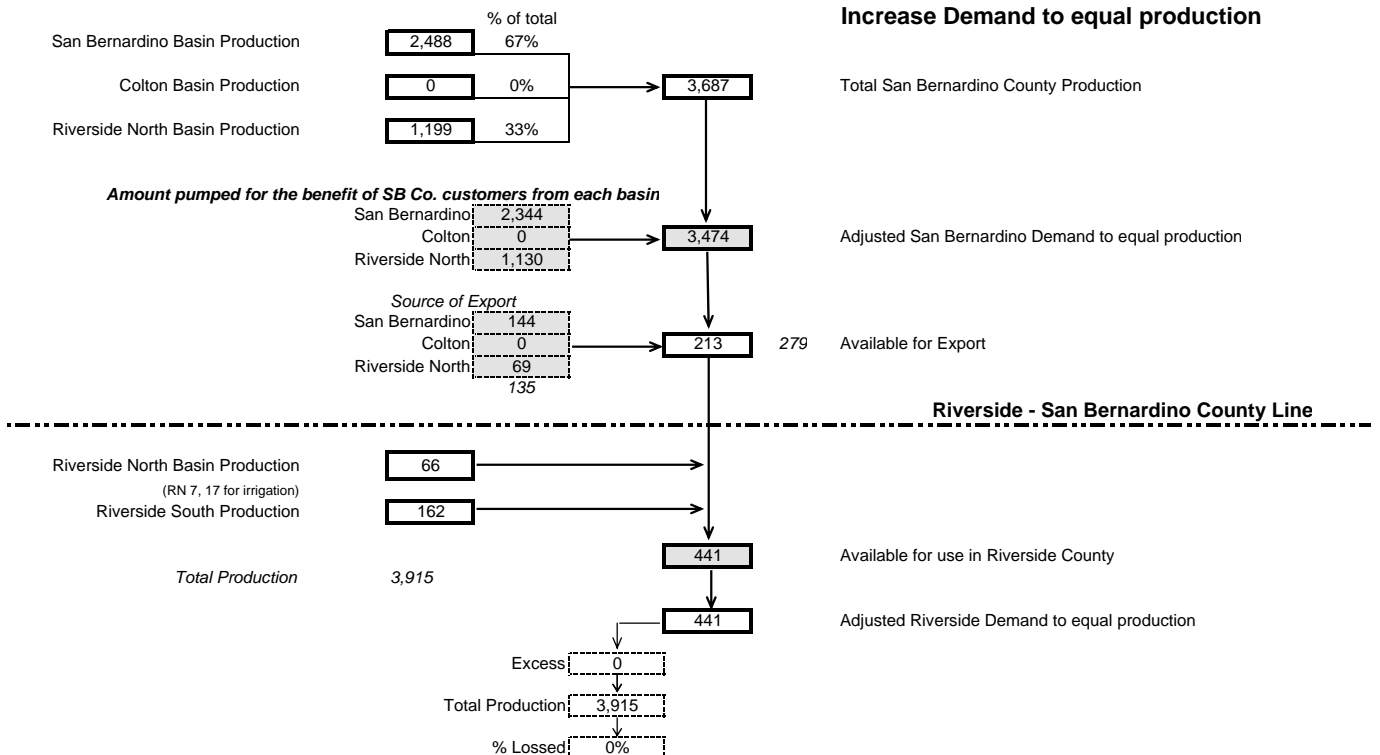 % of total
Increase Demand to equal production
San Bernardino Basin Production 2,488 67%
Colton Basin Production 0 0% 3,687 Total San Bernardino County Production
Riverside North Basin Production 1,199 33%
Amount pumped for the benefit of SB Co. customers from each basin
San Bernardino 2,344
Colton 0 3,474 Adjusted San Bernardino Demand to equal production
Riverside North 1,130
Source of Export
San Bernardino 144
Colton 0 213 279 Available for Export
Riverside North 69
135
Riverside - San Bernardino County Line
Riverside North Basin Production 66
(RN 7, 17 for irrigation)
Riverside South Production 162
441 Available for use in Riverside County
Total Production 3,915
441 Adjusted Riverside Demand to equal production
Excess 0
Total Production 3,915
% Lossed 0%